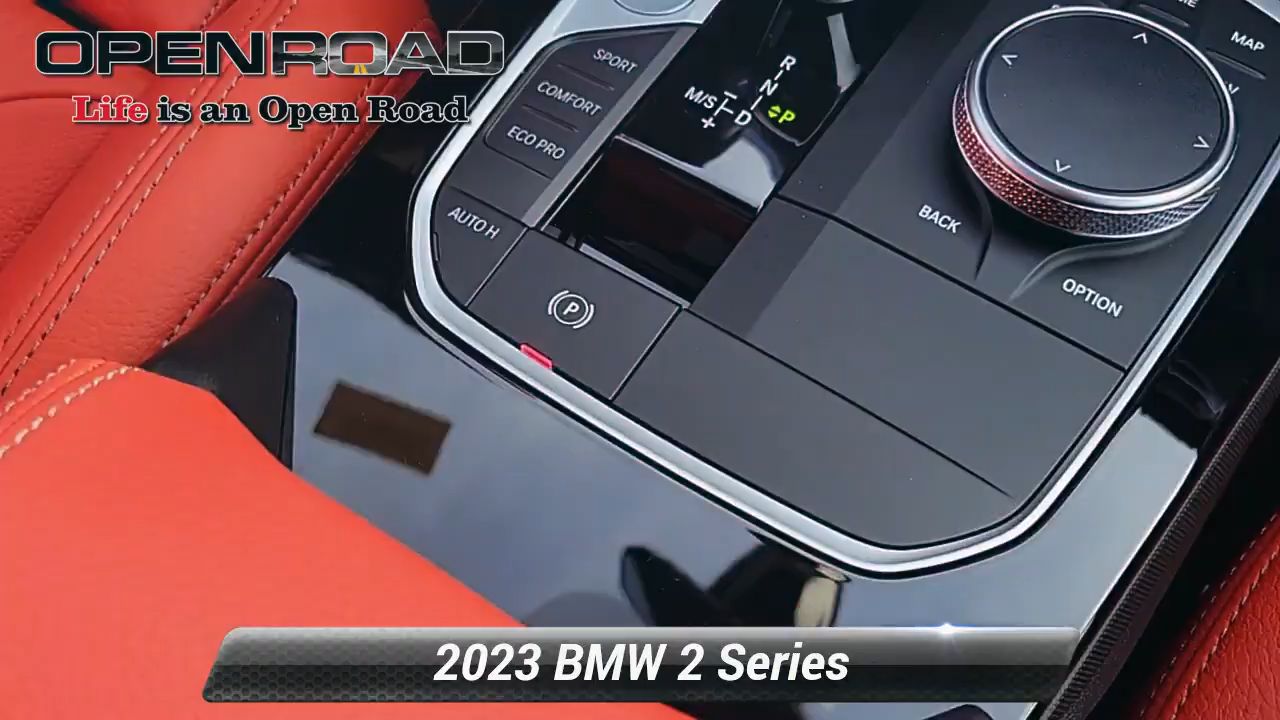 OPENROAD
Life is an Open Road
SPORT
COMFORT
ECO PRO
AUTO H
R
N
M/S
D
P
+
P
MAP
BACK
OPTION
2023 BMW 2 Series